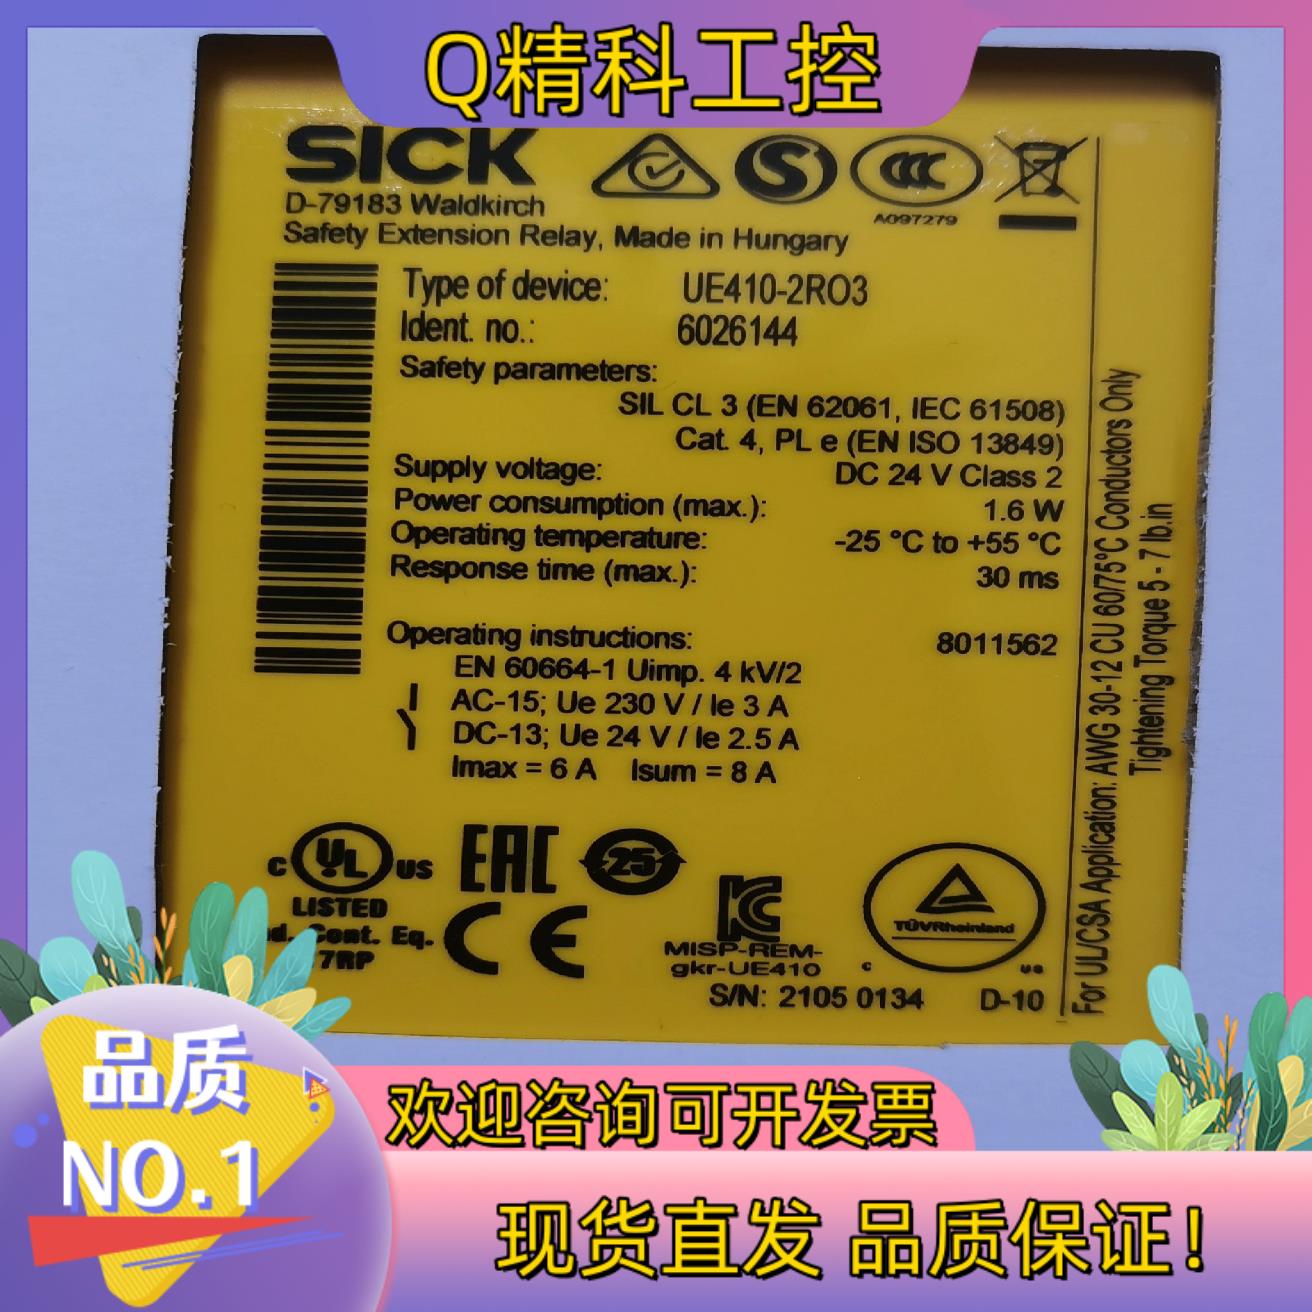 Q精科工控
SICK
D-79183 Waldkirch
A097279
Safety Extension Relay, Made in Hungary
Type of device: UE410-2RO3
Ident. no.: 6026144
Safety parameters:
SIL CL 3 (EN 62061, IEC 61508)
Cat. 4, PL e (EN ISO 13849)
Supply voltage: DC 24 V Class 2
Power consumption (max.): 1.6 W
Operating temperature: -25 °C to +55 °C
Response time (max.): 30 ms
Operating instructions: 8011562
EN 60664-1 Uimp. 4 kV/2
AC-15; Ue 230 V / Ie 3 A
DC-13; Ue 24 V / Ie 2.5 A
Imax = 6 A Isum = 8 A
For UL/CSA Application: AWG 30-12 CU 60/75°C Conductors Only
Tightening Torque 5 - 7 lb.in
C UL US
LISTED
Cont. Eq.
7RP
EAC
25
CE
MISP-REM-
gkr-UE410
TÜVRheinland
C US
S/N: 2105 0134 D-10
品质
NO.1
欢迎咨询可开发票
现货直发 品质保证！